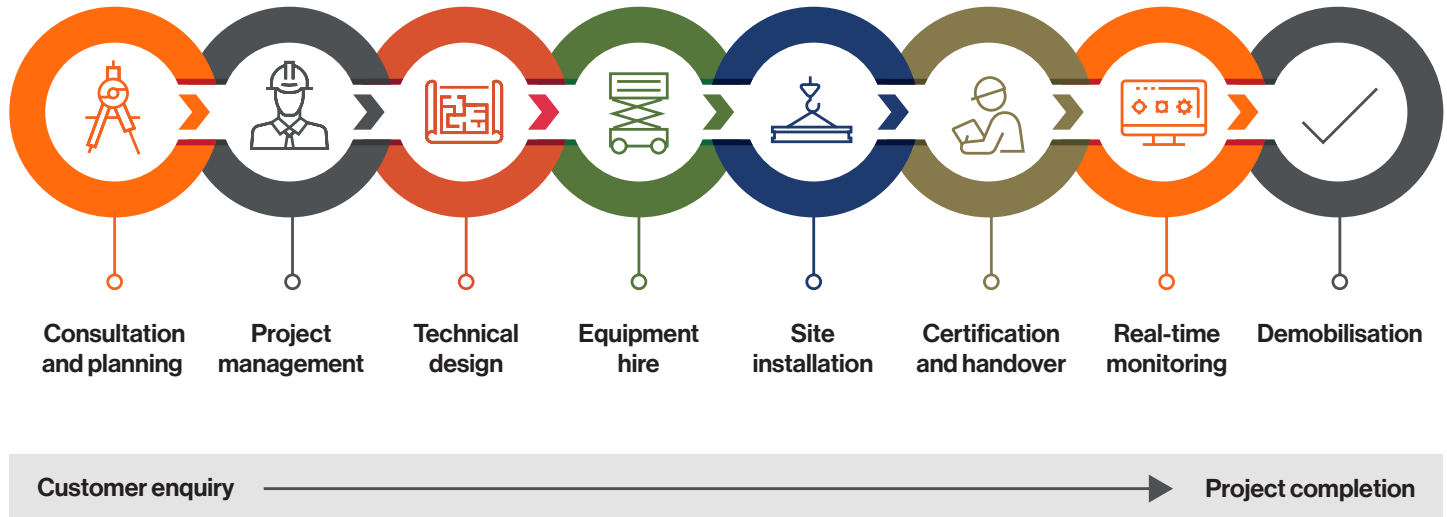 Consultation
and planning
Project
management
Technical
design
Equipment
hire
Site
installation
Certification
and handover
Real-time
monitoring
Demobilisation
Customer enquiry
Project completion